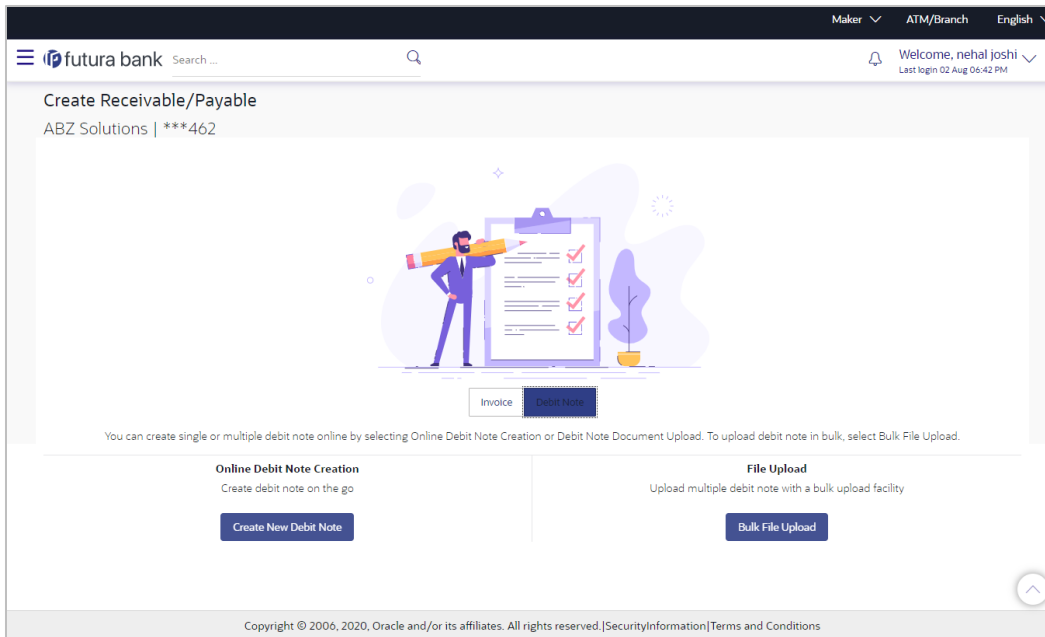 Maker ATM/Branch English
futura bank Search ... Welcome, nehal joshi
Last login 02 Aug 06:42 PM
Create Receivable/Payable
ABZ Solutions | ***462
Invoice Debit Note
You can create single or multiple debit note online by selecting Online Debit Note Creation or Debit Note Document Upload. To upload debit note in bulk, select Bulk File Upload.
Online Debit Note Creation File Upload
Create debit note on the go Upload multiple debit note with a bulk upload facility
Create New Debit Note Bulk File Upload
Copyright © 2006, 2020, Oracle and/or its affiliates. All rights reserved.|SecurityInformation|Terms and Conditions